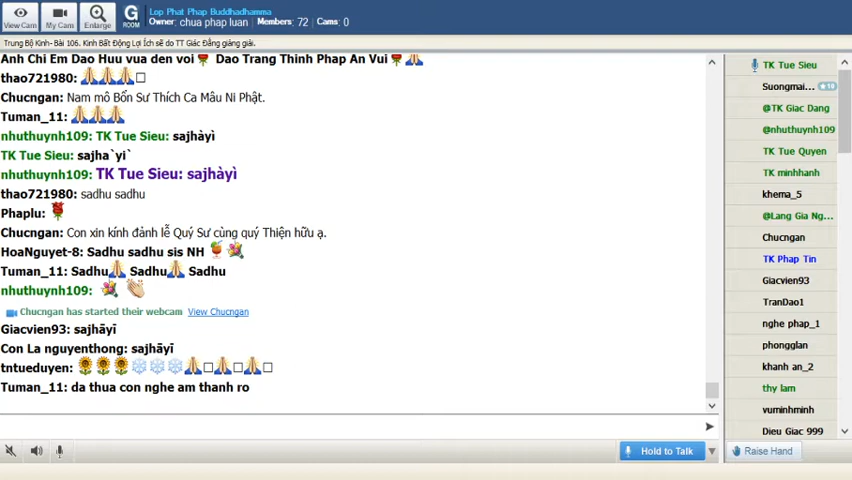 View Cam
My Cam
Enlarge
G ROOM
Lop Phat Phap Buddhadhamma
Owner: chua phap luan Members: 72 Cams: 0
Trung Bộ Kinh- Bài 106. Kinh Bất Động Lợi Ích sẽ do TT Giác Đẳng giảng giải.
Anh Chi Em Dao Huu vua den voi🌹 Dao Trang Thinh Phap An Vui🌹🙏
thao721980: 🙏🙏🙏□
Chucngan: Nam mô Bổn Sư Thích Ca Mâu Ni Phật.
Tuman_11: 🙏🙏🙏
nhuthuynh109: TK Tue Sieu: sajhàyì
TK Tue Sieu: sajha`yi`
nhuthuynh109: TK Tue Sieu: sajhàyì
thao721980: sadhu sadhu
Phaplu: 🌹
Chucngan: Con xin kính đảnh lễ Quý Sư cùng quý Thiện hữu ạ.
HoaNguyet-8: Sadhu sadhu sis NH 🍹💐
Tuman_11: Sadhu🙏 Sadhu🙏 Sadhu
nhuthuynh109: 💐 👏
Chucngan has started their webcam View Chucngan
Giacvien93: sajhāyī
Con La nguyenthong: sajhāyī
tntueduyen: 🌻🌻🌻❄❄❄🙏□🙏□🙏□
Tuman_11: da thua con nghe am thanh ro
Hold to Talk
TK Tue Sieu
Suongmai... ★10
@TK Giac Dang
@nhuthuynh109
TK Tue Quyen
TK minhhanh
khema_5
@Lang Gia Ng...
Chucngan
TK Phap Tin
Giacvien93
TranDao1
nghe phap_1
phongglan
khanh an_2
thy lam
vuminhminh
Dieu Giac 999
Raise Hand